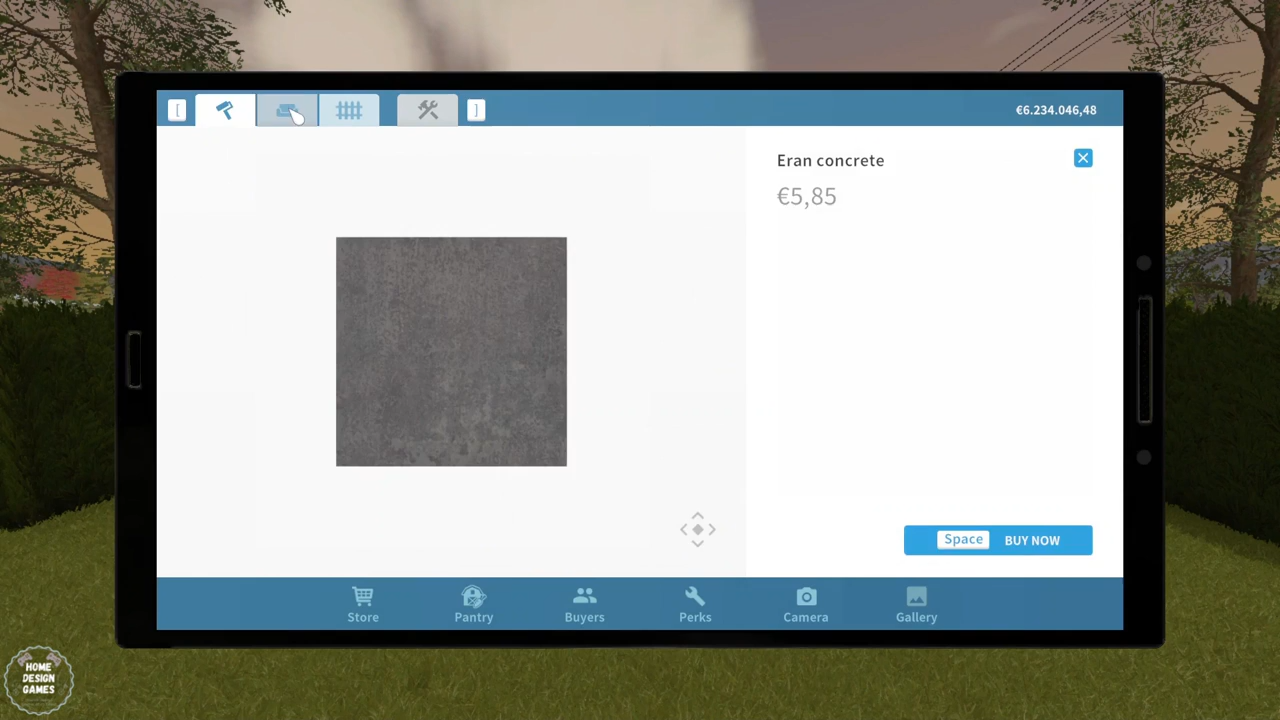 [
]
€6.234.046,48
Eran concrete
€5,85
Space BUY NOW
Store Pantry Buyers Perks Camera Gallery
HOME
DESIGN
GAMES